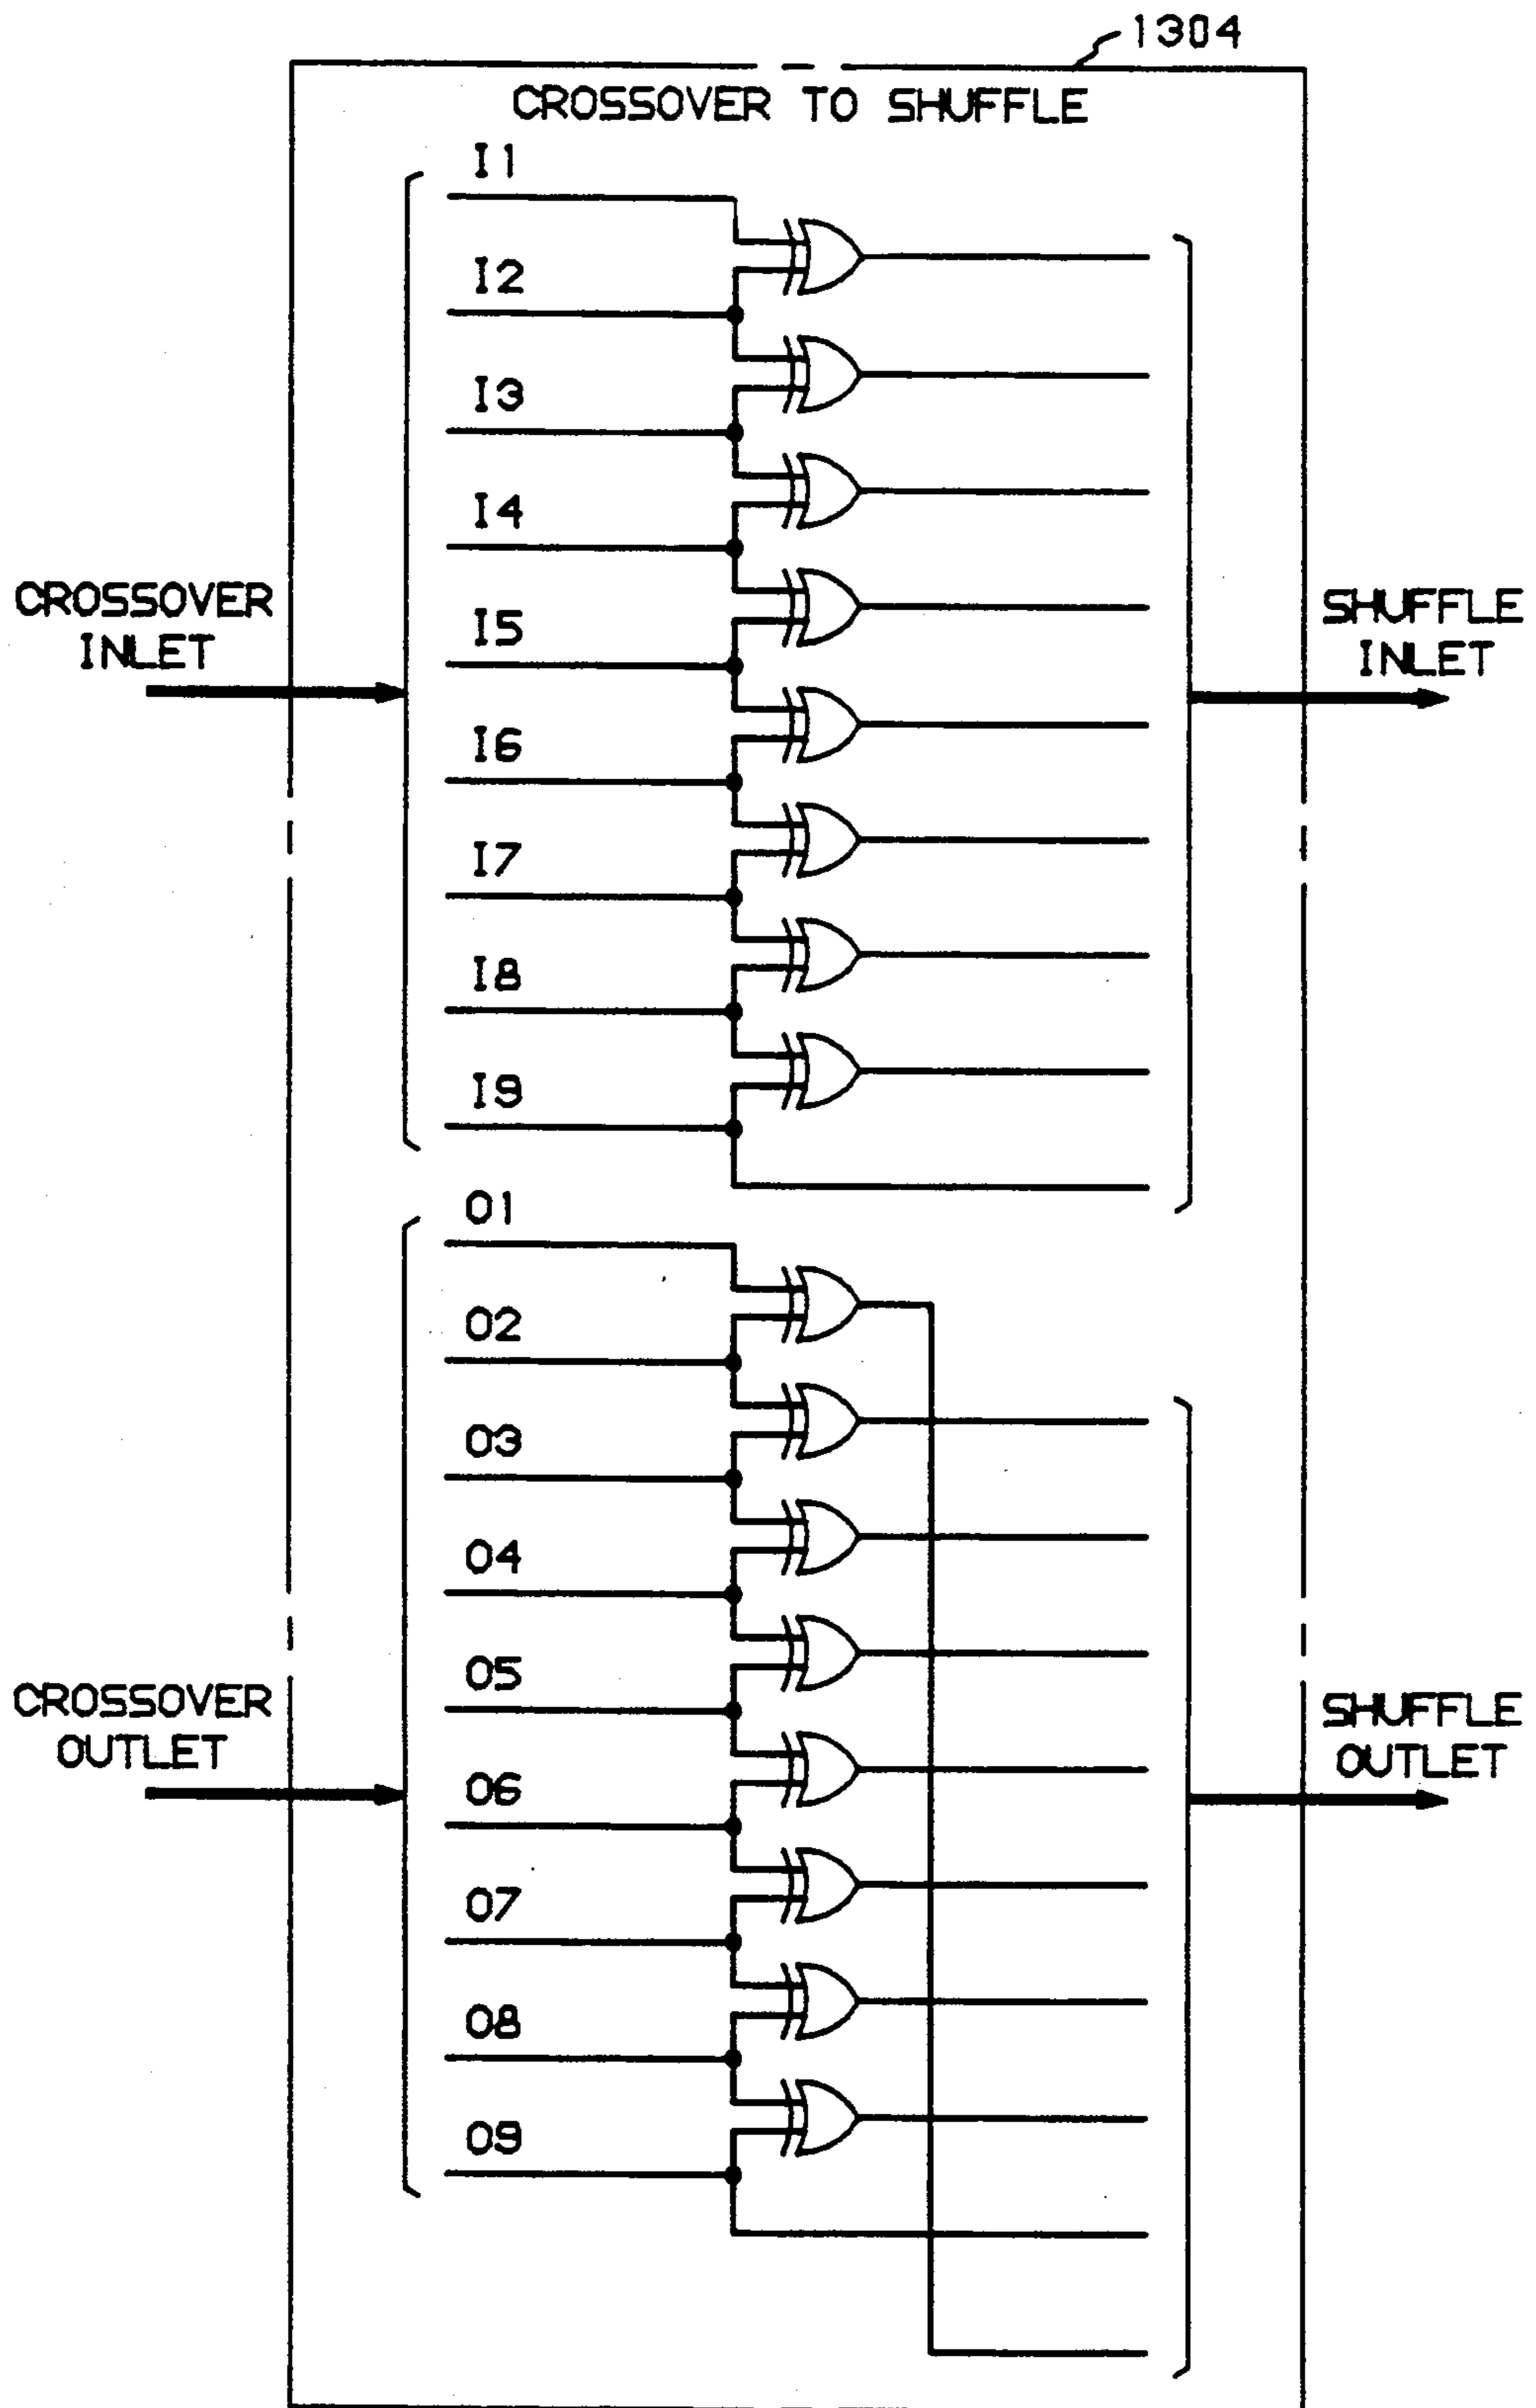 1304
CROSSOVER TO SHUFFLE
I1
I2
I3
I4
CROSSOVER
INLET
I5
SHUFFLE
INLET
I6
I7
I8
I9
O1
O2
O3
O4
O5
CROSSOVER
OUTLET
SHUFFLE
OUTLET
O6
O7
O8
O9